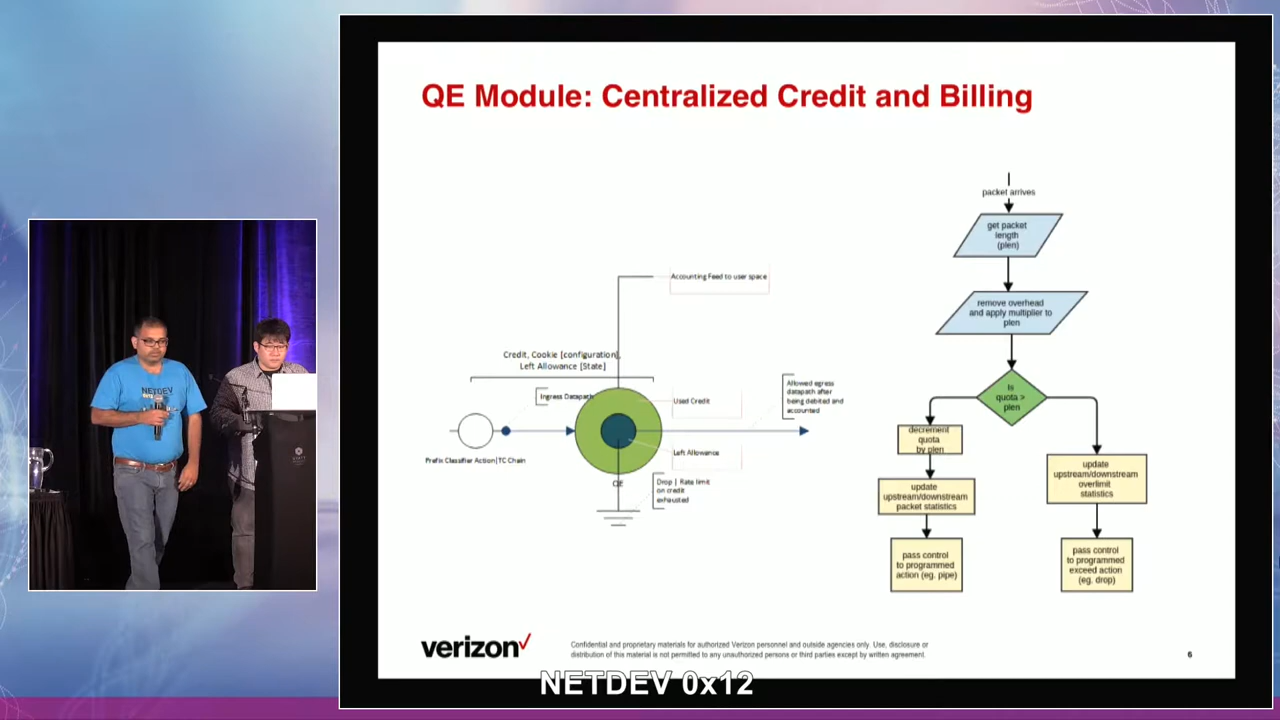 QE Module: Centralized Credit and Billing
Accounting Feed to user space
Credit, Cookie [configuration],
Left Allowance [State]
Ingress Datapath
Used Credit
Allowed egress
datapath after
being debited and
accounted
Prefix Classifier Action|TC Chain
Left Allowance
QE
Drop | Rate limit
on credit
exhausted
packet arrives
get packet
length
(plen)
remove overhead
and apply multiplier to
plen
Is
quota >
plen
decrement
quota
by plen
update
upstream/downstream
packet statistics
pass control
to programmed
action (eg. pipe)
update
upstream/downstream
overlimit
statistics
pass control
to programmed
exceed action
(eg. drop)
NETDEV
verizon
Confidential and proprietary materials for authorized Verizon personnel and outside agencies only. Use, disclosure or
distribution of this material is not permitted to any unauthorized persons or third parties except by written agreement.
6
NETDEV 0x12